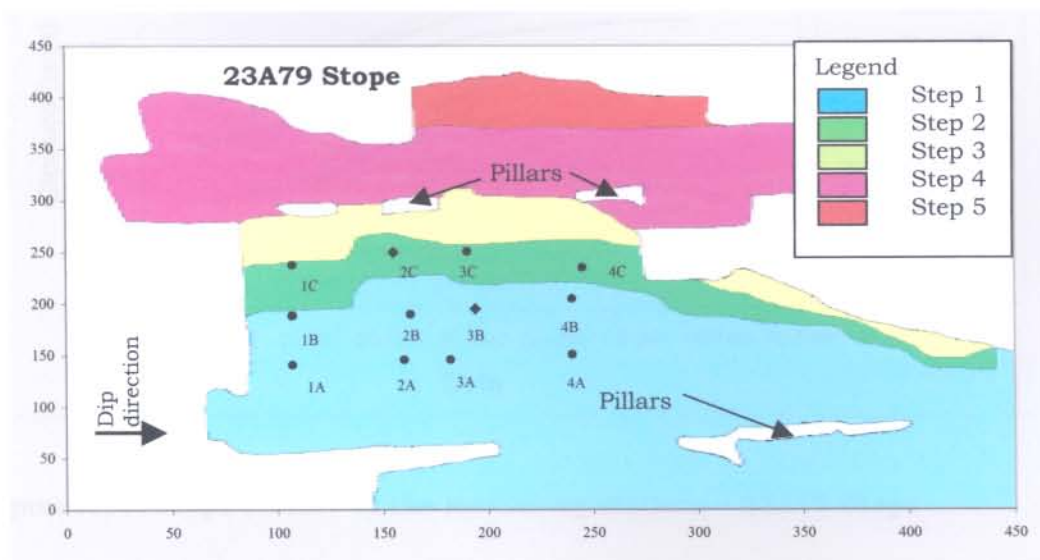 450
400
350
300
250
200
150
100
50
0
23A79 Stope
Legend
Step 1
Step 2
Step 3
Step 4
Step 5
Pillars
2C
3C
4C
1C
1B
2B
3B
4B
1A
2A
3A
4A
Pillars
Dip
direction
0
50
100
150
200
250
300
350
400
450